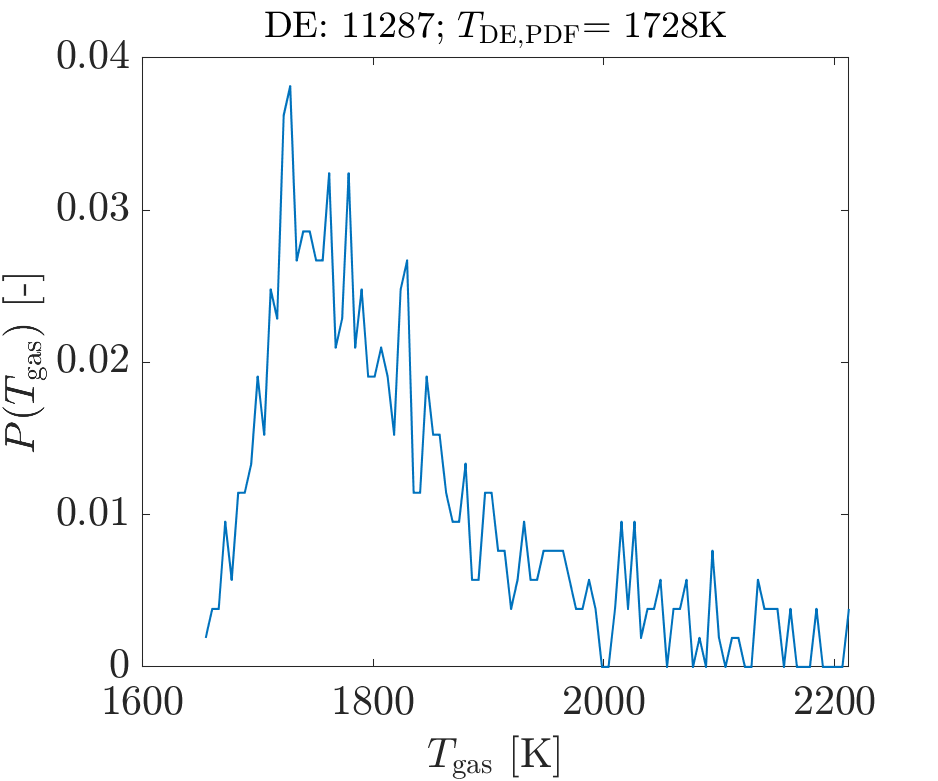 DE: 11287; T_DE,PDF= 1728K
0.04
0.03
0.02
0.01
0
P(T_gas) [-]
1600 1800 2000 2200
T_gas [K]